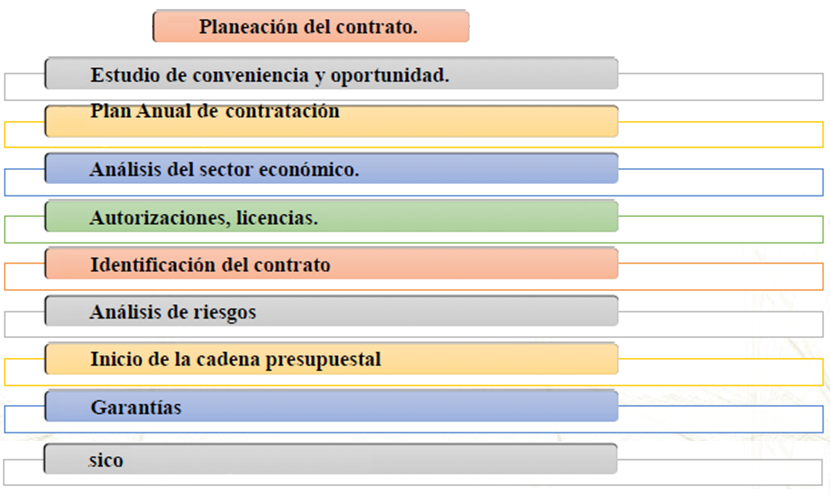 Planeación del contrato.
Estudio de conveniencia y oportunidad.
Plan Anual de contratación
Análisis del sector económico.
Autorizaciones, licencias.
Identificación del contrato
Análisis de riesgos
Inicio de la cadena presupuestal
Garantías
sico